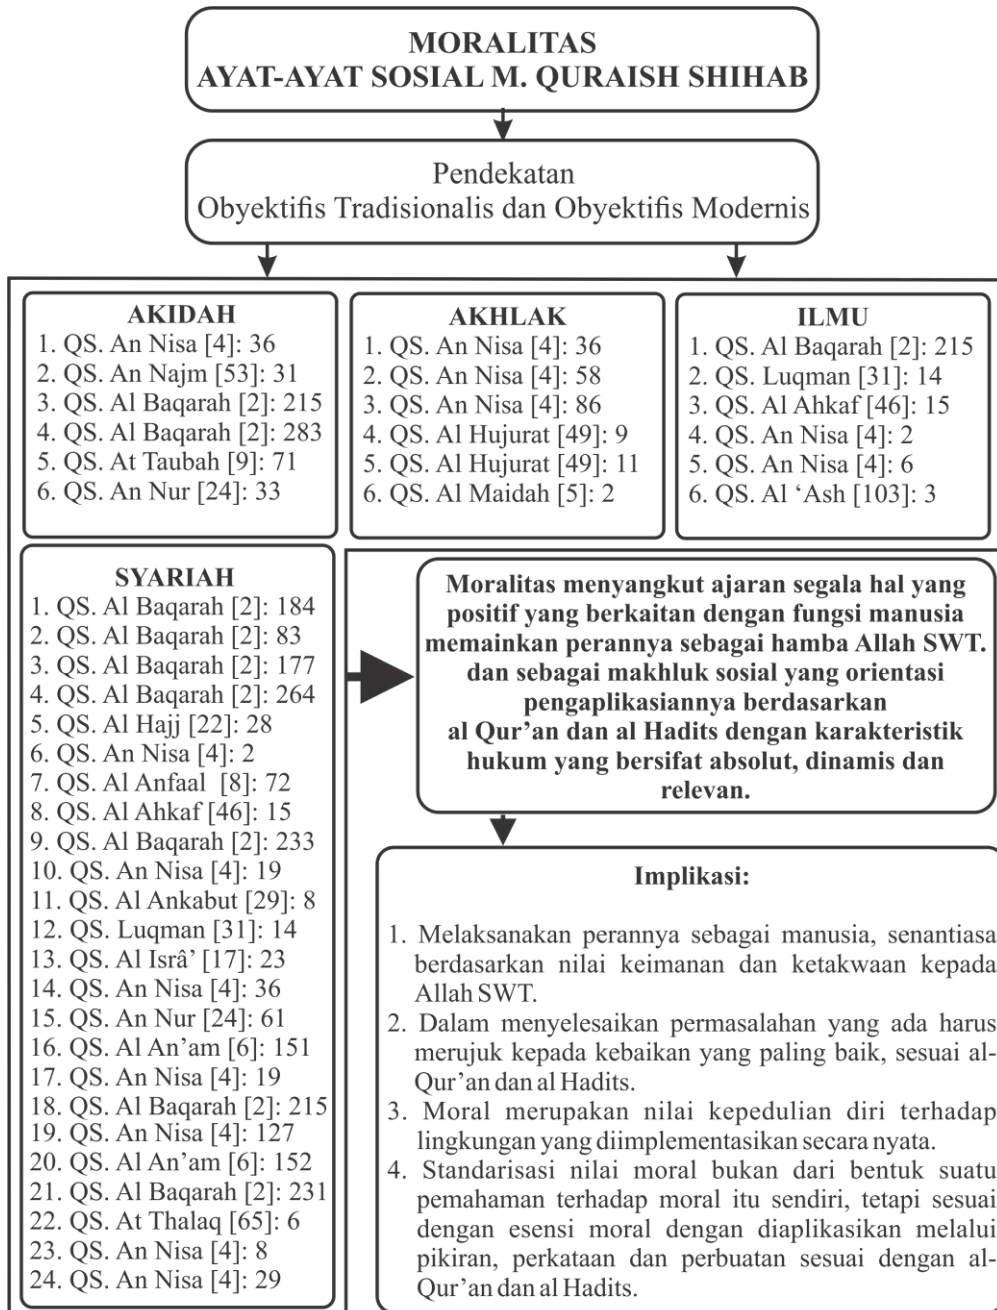 MORALITAS
AYAT-AYAT SOSIAL M. QURAISH SHIHAB
Pendekatan
Obyektifis Tradisionalis dan Obyektifis Modernis
AKIDAH
1. QS. An Nisa [4]: 36
2. QS. An Najm [53]: 31
3. QS. Al Baqarah [2]: 215
4. QS. Al Baqarah [2]: 283
5. QS. At Taubah [9]: 71
6. QS. An Nur [24]: 33
AKHLAK
1. QS. An Nisa [4]: 36
2. QS. An Nisa [4]: 58
3. QS. An Nisa [4]: 86
4. QS. Al Hujurat [49]: 9
5. QS. Al Hujurat [49]: 11
6. QS. Al Maidah [5]: 2
ILMU
1. QS. Al Baqarah [2]: 215
2. QS. Luqman [31]: 14
3. QS. Al Ahkaf [46]: 15
4. QS. An Nisa [4]: 2
5. QS. An Nisa [4]: 6
6. QS. Al ‘Ash [103]: 3
SYARIAH
1. QS. Al Baqarah [2]: 184
2. QS. Al Baqarah [2]: 83
3. QS. Al Baqarah [2]: 177
4. QS. Al Baqarah [2]: 264
5. QS. Al Hajj [22]: 28
6. QS. An Nisa [4]: 2
7. QS. Al Anfaal [8]: 72
8. QS. Al Ahkaf [46]: 15
9. QS. Al Baqarah [2]: 233
10. QS. An Nisa [4]: 19
11. QS. Al Ankabut [29]: 8
12. QS. Luqman [31]: 14
13. QS. Al Isrâ’ [17]: 23
14. QS. An Nisa [4]: 36
15. QS. An Nur [24]: 61
16. QS. Al An’am [6]: 151
17. QS. An Nisa [4]: 19
18. QS. Al Baqarah [2]: 215
19. QS. An Nisa [4]: 127
20. QS. Al An’am [6]: 152
21. QS. Al Baqarah [2]: 231
22. QS. At Thalaq [65]: 6
23. QS. An Nisa [4]: 8
24. QS. An Nisa [4]: 29
Moralitas menyangkut ajaran segala hal yang
positif yang berkaitan dengan fungsi manusia
memainkan perannya sebagai hamba Allah SWT.
dan sebagai makhluk sosial yang orientasi
pengaplikasiannya berdasarkan
al Qur’an dan al Hadits dengan karakteristik
hukum yang bersifat absolut, dinamis dan
relevan.
Implikasi:
1. Melaksanakan perannya sebagai manusia, senantiasa
berdasarkan nilai keimanan dan ketakwaan kepada
Allah SWT.
2. Dalam menyelesaikan permasalahan yang ada harus
merujuk kepada kebaikan yang paling baik, sesuai al-
Qur’an dan al Hadits.
3. Moral merupakan nilai kepedulian diri terhadap
lingkungan yang diimplementasikan secara nyata.
4. Standarisasi nilai moral bukan dari bentuk suatu
pemahaman terhadap moral itu sendiri, tetapi sesuai
dengan esensi moral dengan diaplikasikan melalui
pikiran, perkataan dan perbuatan sesuai dengan al-
Qur’an dan al Hadits.